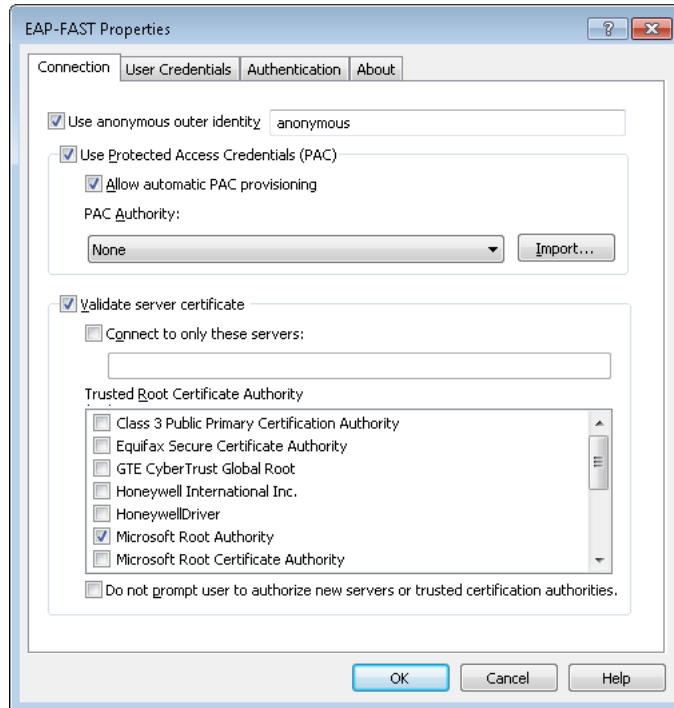 EAP-FAST Properties
Connection User Credentials Authentication About
Use anonymous outer identity anonymous
Use Protected Access Credentials (PAC)
Allow automatic PAC provisioning
PAC Authority:
None Import...
Validate server certificate
Connect to only these servers:
Trusted Root Certificate Authority
Class 3 Public Primary Certification Authority
Equifax Secure Certificate Authority
GTE CyberTrust Global Root
Honeywell International Inc.
HoneywellDriver
Microsoft Root Authority
Microsoft Root Certificate Authority
Do not prompt user to authorize new servers or trusted certification authorities.
OK Cancel Help